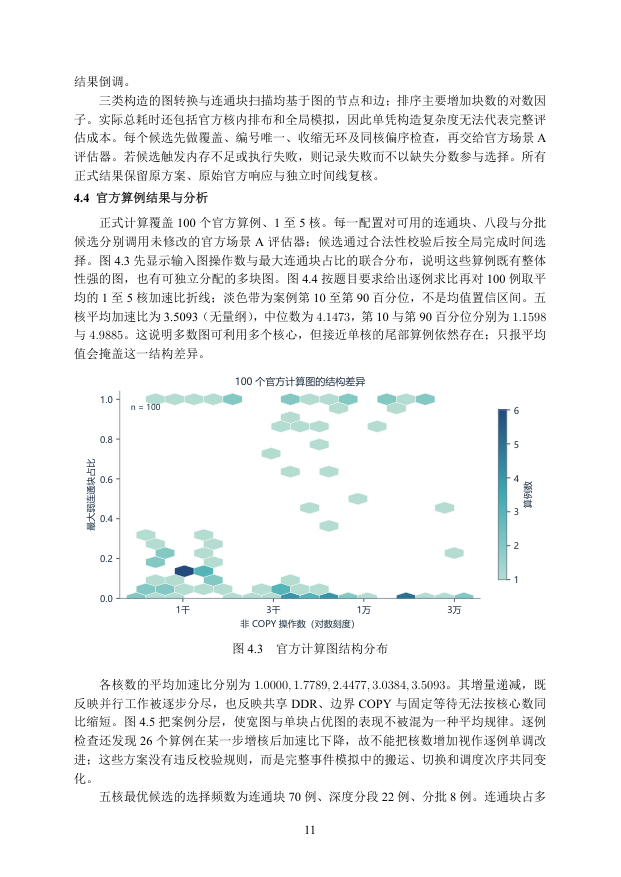 结果倒调。
三类构造的图转换与连通块扫描均基于图的节点和边；排序主要增加块数的对数因
子。实际总耗时还包括官方核内排布和全局模拟，因此单凭构造复杂度无法代表完整评
估成本。每个候选先做覆盖、编号唯一、收缩无环及同核偏序检查，再交给官方场景 A
评估器。若候选触发内存不足或执行失败，则记录失败而不以缺失分数参与选择。所有
正式结果保留原方案、原始官方响应与独立时间线复核。
4.4 官方算例结果与分析
正式计算覆盖 100 个官方算例、1 至 5 核。每一配置对可用的连通块、八段与分批
候选分别调用未修改的官方场景 A 评估器；候选通过合法性校验后按全局完成时间选
择。图 4.3 先显示输入图操作数与最大连通块占比的联合分布，说明这些算例既有整体
性强的图，也有可独立分配的多块图。图 4.4 按题目要求给出逐例求比再对 100 例取平
均的 1 至 5 核加速比折线；淡色带为案例第 10 至第 90 百分位，不是均值置信区间。五
核平均加速比为 3.5093（无量纲），中位数为 4.1473，第 10 与第 90 百分位分别为 1.1598
与 4.9885。这说明多数图可利用多个核心，但接近单核的尾部算例依然存在；只报平均
值会掩盖这一结构差异。
100 个官方计算图的结构差异
n = 100
最大弱连通块占比
1.0
0.8
0.6
0.4
0.2
0.0
1千
3千
1万
3万
非 COPY 操作数（对数刻度）
6
5
4
3
2
1
算例数
图 4.3 官方计算图结构分布
各核数的平均加速比分别为 1.0000, 1.7789, 2.4477, 3.0384, 3.5093。其增量递减，既
反映并行工作被逐步分尽，也反映共享 DDR、边界 COPY 与固定等待无法按核心数同
比缩短。图 4.5 把案例分层，使宽图与单块占优图的表现不被混为一种平均规律。逐例
检查还发现 26 个算例在某一步增核后加速比下降，故不能把核数增加视作逐例单调改
进；这些方案没有违反校验规则，而是完整事件模拟中的搬运、切换和调度次序共同变
化。
五核最优候选的选择频数为连通块 70 例、深度分段 22 例、分批 8 例。连通块占多
11